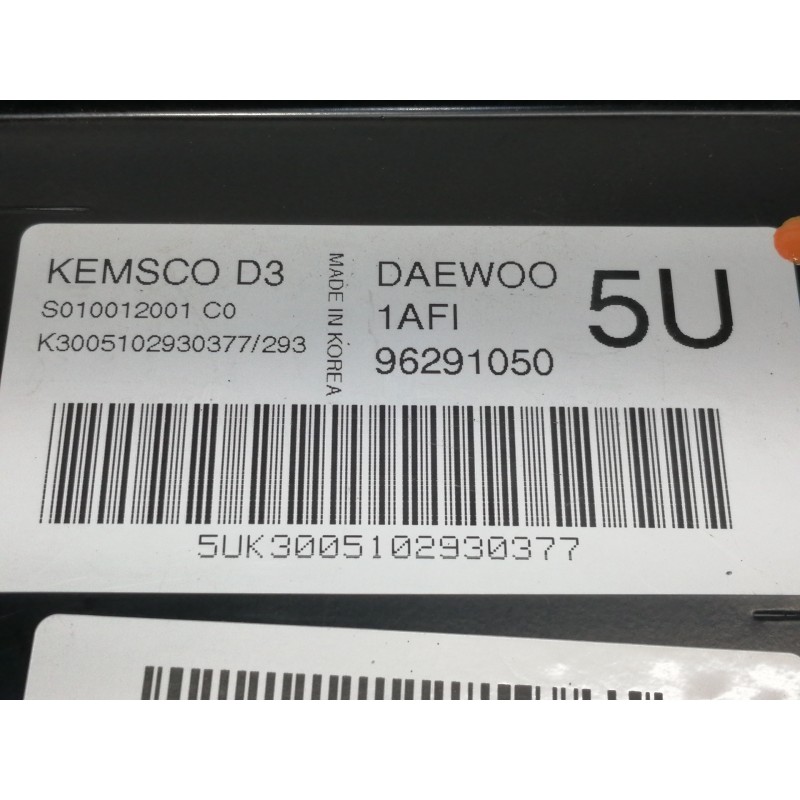 KEMSCO D3
S010012001 C0
K3005102930377/293
MADE IN KOREA
DAEWOO
1AFI
96291050
5U
5UK3005102930377